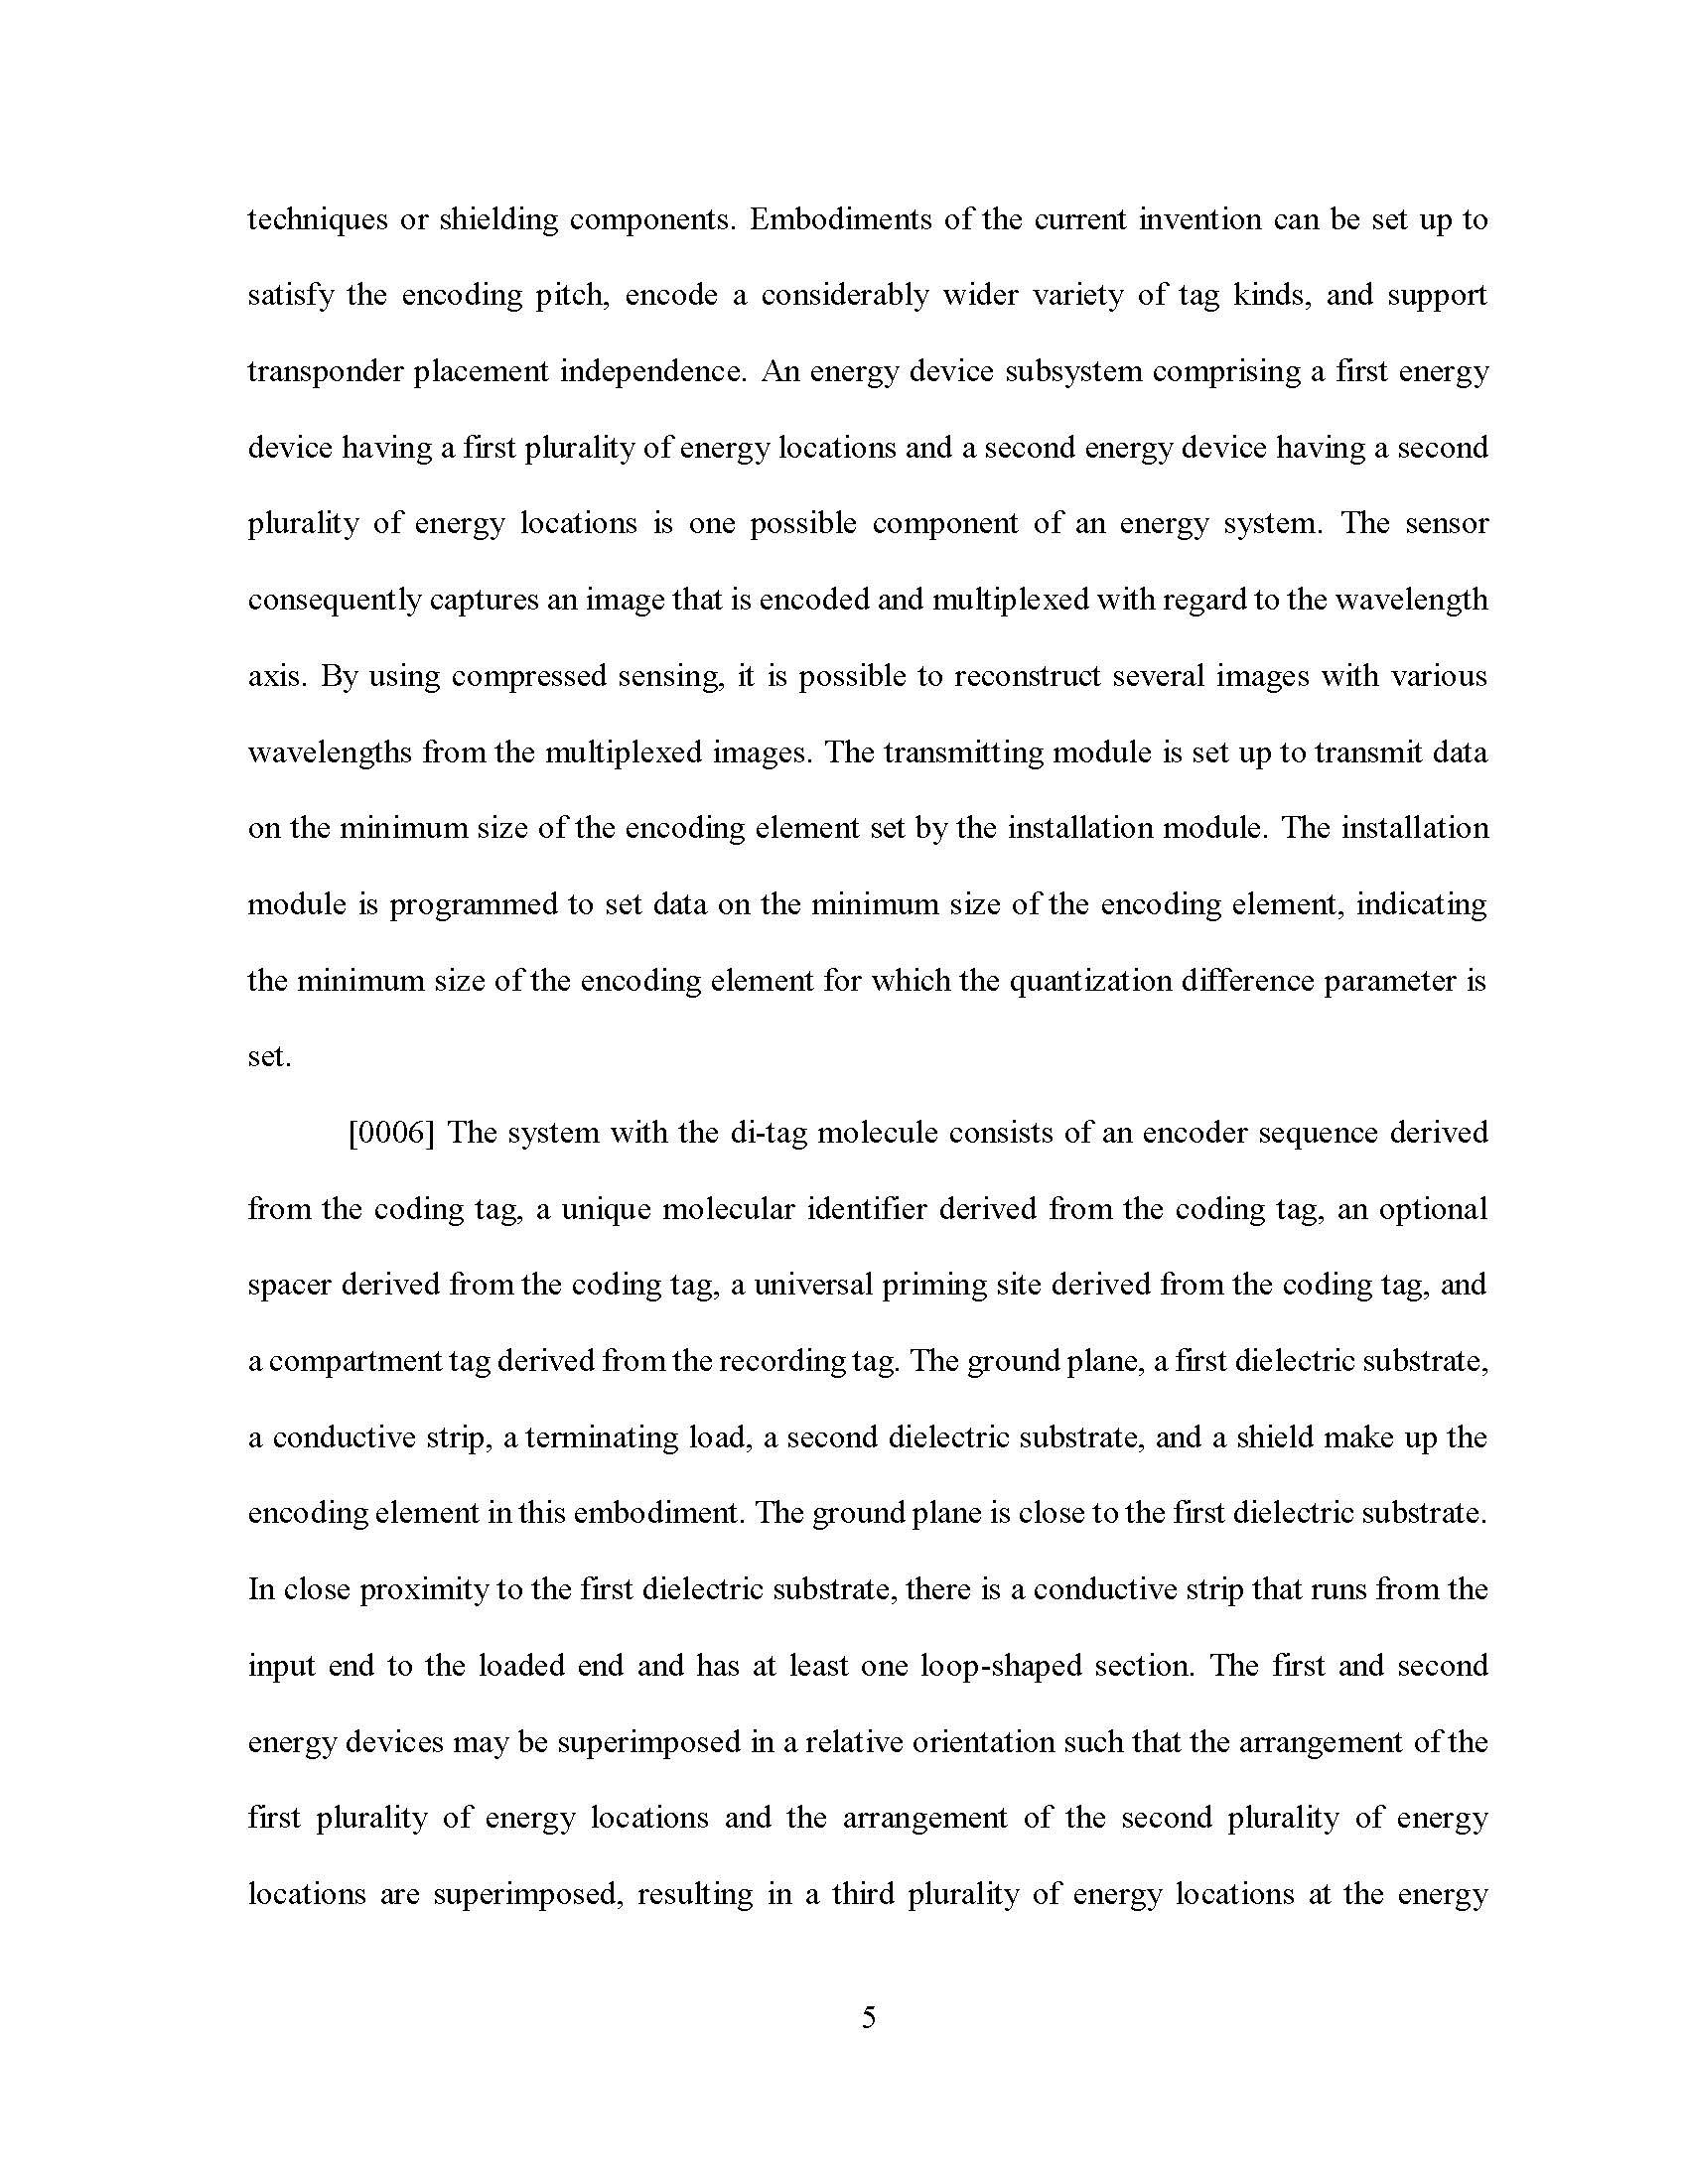 techniques or shielding components. Embodiments of the current invention can be set up to
satisfy the encoding pitch, encode a considerably wider variety of tag kinds, and support
transponder placement independence. An energy device subsystem comprising a first energy
device having a first plurality of energy locations and a second energy device having a second
plurality of energy locations is one possible component of an energy system. The sensor
consequently captures an image that is encoded and multiplexed with regard to the wavelength
axis. By using compressed sensing, it is possible to reconstruct several images with various
wavelengths from the multiplexed images. The transmitting module is set up to transmit data
on the minimum size of the encoding element set by the installation module. The installation
module is programmed to set data on the minimum size of the encoding element, indicating
the minimum size of the encoding element for which the quantization difference parameter is
set.
[0006] The system with the di-tag molecule consists of an encoder sequence derived
from the coding tag, a unique molecular identifier derived from the coding tag, an optional
spacer derived from the coding tag, a universal priming site derived from the coding tag, and
a compartment tag derived from the recording tag. The ground plane, a first dielectric substrate,
a conductive strip, a terminating load, a second dielectric substrate, and a shield make up the
encoding element in this embodiment. The ground plane is close to the first dielectric substrate.
In close proximity to the first dielectric substrate, there is a conductive strip that runs from the
input end to the loaded end and has at least one loop-shaped section. The first and second
energy devices may be superimposed in a relative orientation such that the arrangement of the
first plurality of energy locations and the arrangement of the second plurality of energy
locations are superimposed, resulting in a third plurality of energy locations at the energy
5